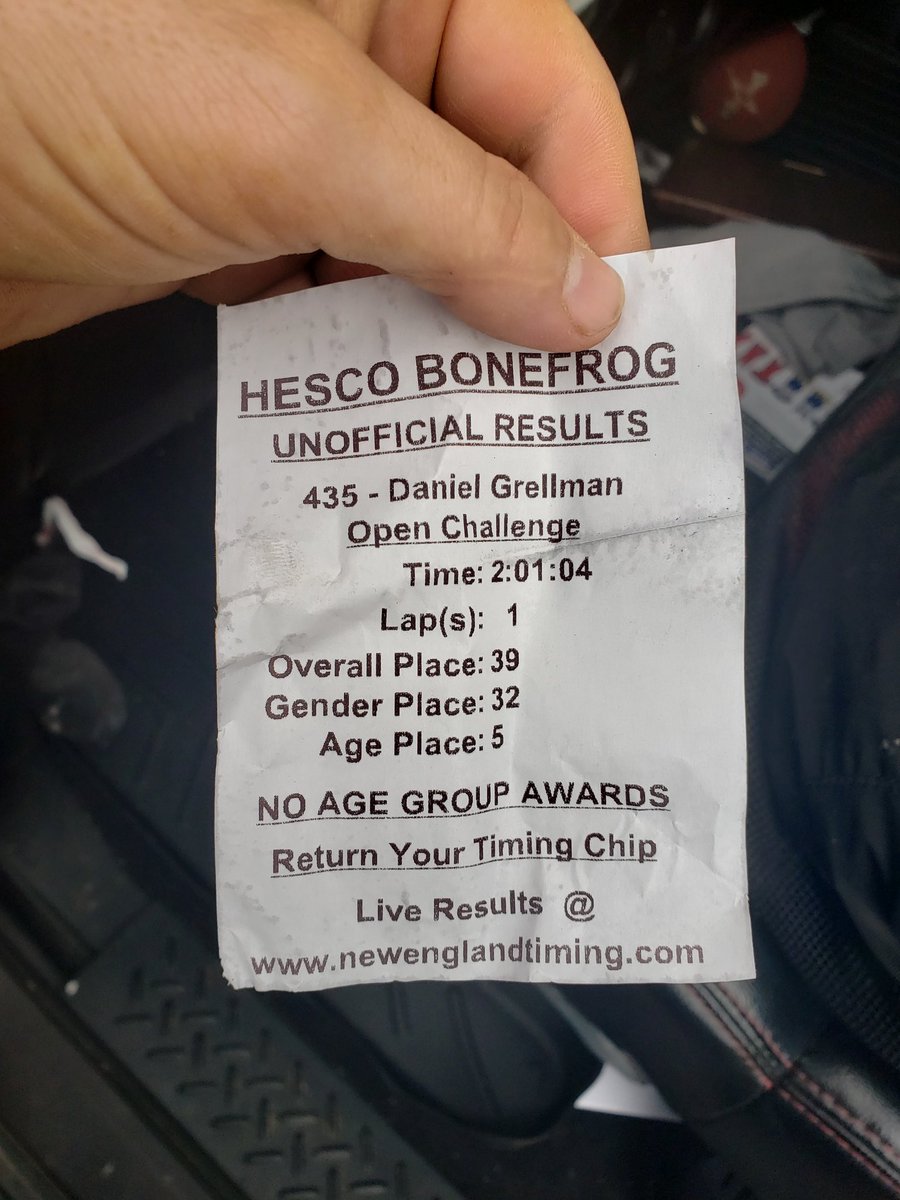 HESCO BONEFROG
UNOFFICIAL RESULTS
435 - Daniel Grellman
Open Challenge
Time: 2:01:04
Lap(s): 1
Overall Place: 39
Gender Place: 32
Age Place: 5
NO AGE GROUP AWARDS
Return Your Timing Chip
Live Results @
www.newenglandtiming.com